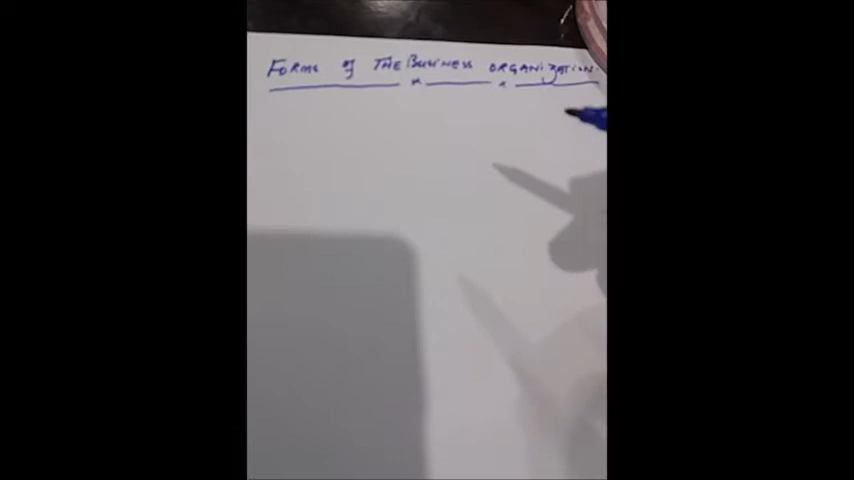 FORMS OF THE BUSINESS ORGANIZATION.